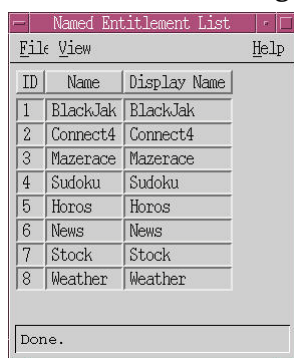 Named Entitlement List
File View Help
ID Name Display Name
1 BlackJak BlackJak
2 Connect4 Connect4
3 Mazerace Mazerace
4 Sudoku Sudoku
5 Horos Horos
6 News News
7 Stock Stock
8 Weather Weather
Done.